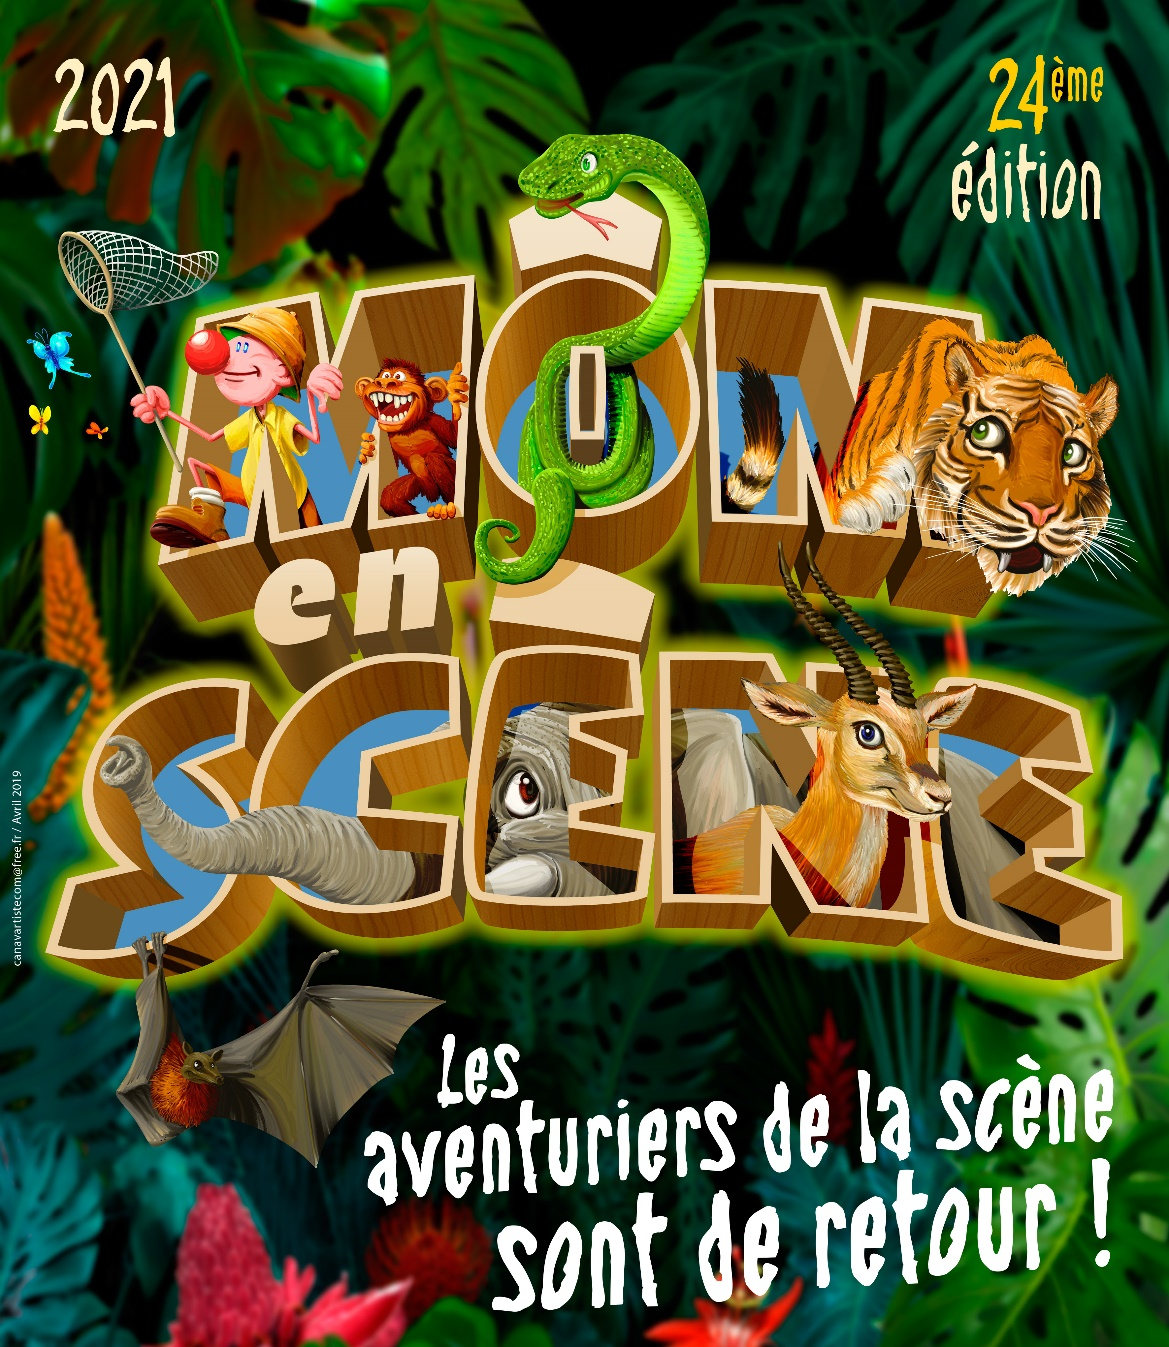 2021
24ème
édition
MÔM
en
SCÈNE
canavartistecom@free.fr / Avril 2019
Les
aventuriers de la scène
sont de retour !